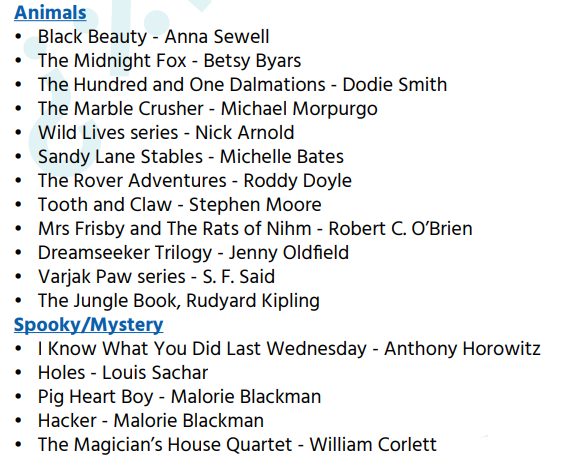 Animals
• Black Beauty - Anna Sewell
• The Midnight Fox - Betsy Byars
• The Hundred and One Dalmations - Dodie Smith
• The Marble Crusher - Michael Morpurgo
• Wild Lives series - Nick Arnold
• Sandy Lane Stables - Michelle Bates
• The Rover Adventures - Roddy Doyle
• Tooth and Claw - Stephen Moore
• Mrs Frisby and The Rats of Nihm - Robert C. O’Brien
• Dreamseeker Trilogy - Jenny Oldfield
• Varjak Paw series - S. F. Said
• The Jungle Book, Rudyard Kipling
Spooky/Mystery
• I Know What You Did Last Wednesday - Anthony Horowitz
• Holes - Louis Sachar
• Pig Heart Boy - Malorie Blackman
• Hacker - Malorie Blackman
• The Magician’s House Quartet - William Corlett